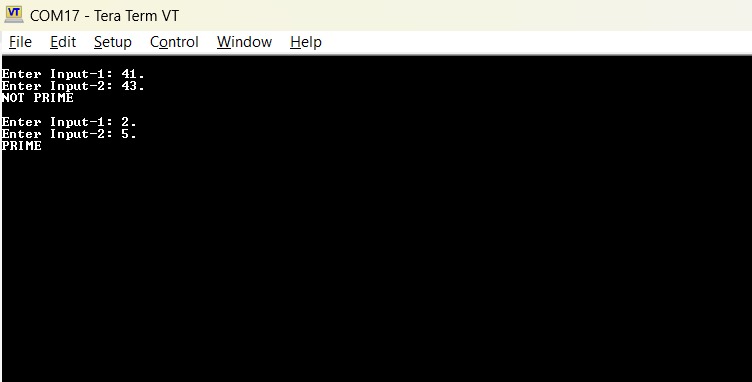 VT
COM17 - Tera Term VT
File Edit Setup Control Window Help
Enter Input-1: 41.
Enter Input-2: 43.
NOT PRIME
Enter Input-1: 2.
Enter Input-2: 5.
PRIME